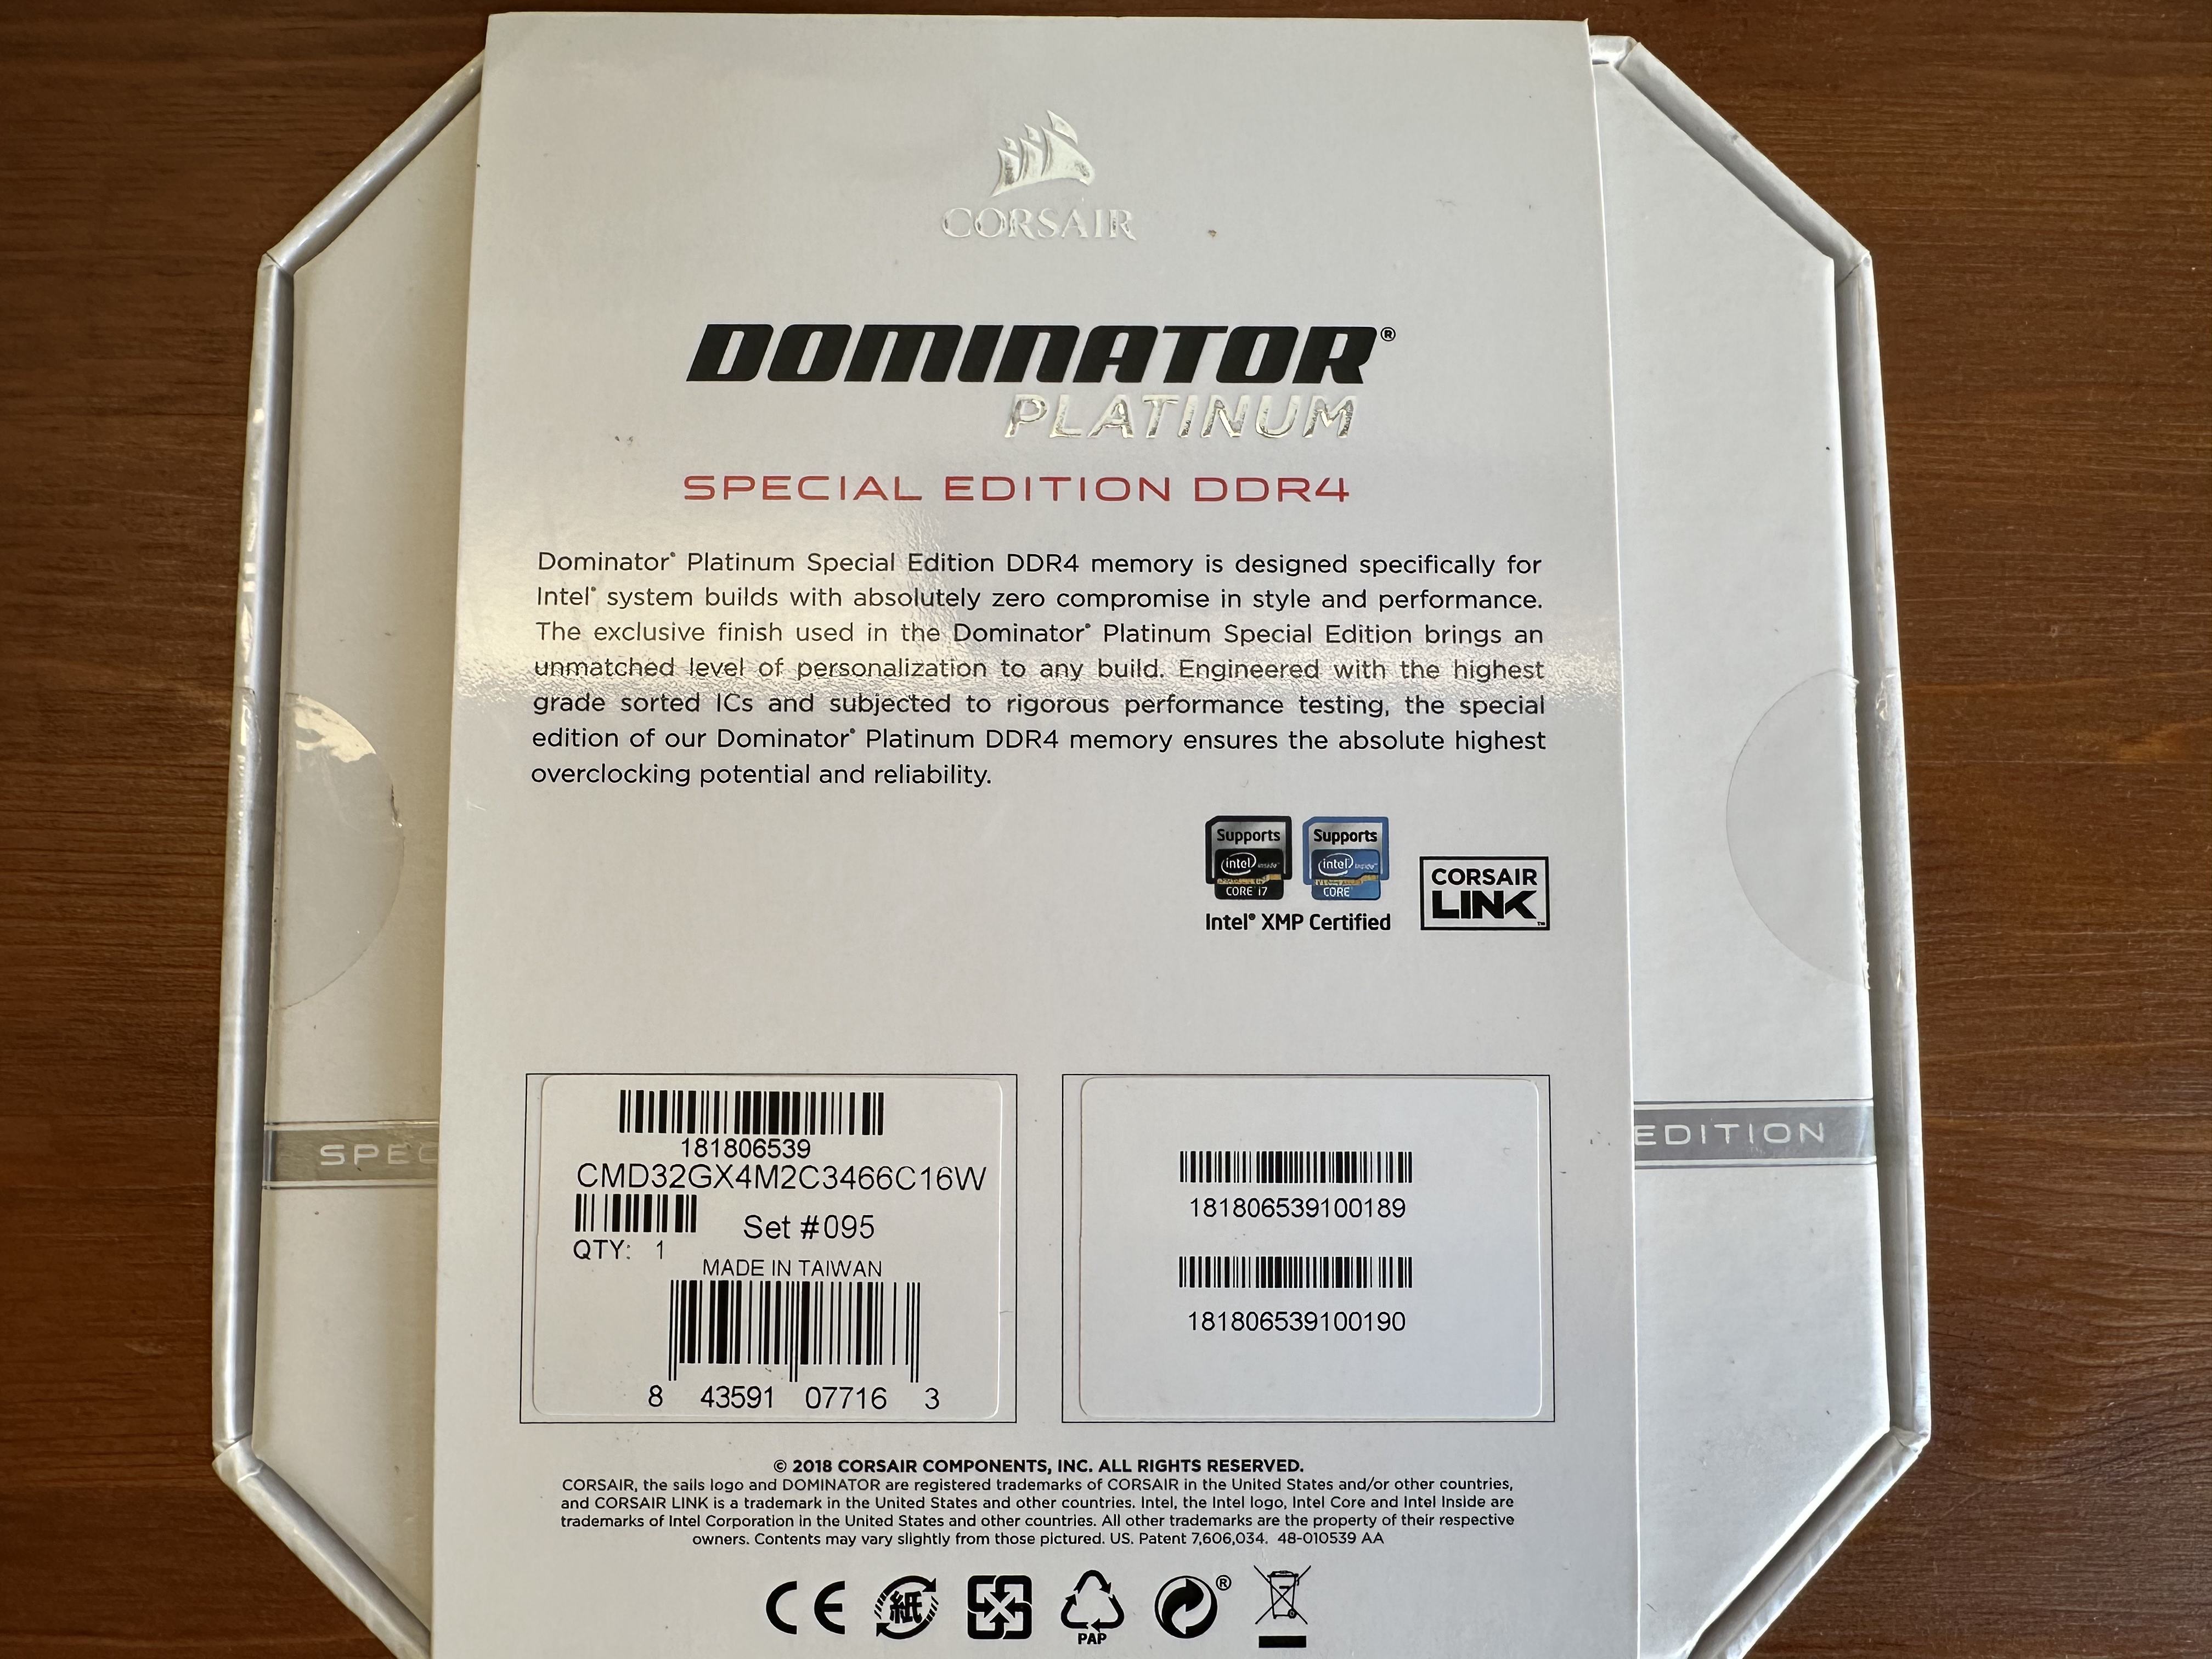 CORSAIR
DOMINATOR®
PLATINUM
SPECIAL EDITION DDR4
Dominator® Platinum Special Edition DDR4 memory is designed specifically for
Intel® system builds with absolutely zero compromise in style and performance.
The exclusive finish used in the Dominator® Platinum Special Edition brings an
unmatched level of personalization to any build. Engineered with the highest
grade sorted ICs and subjected to rigorous performance testing, the special
edition of our Dominator® Platinum DDR4 memory ensures the absolute highest
overclocking potential and reliability.
Supports
intel inside™
CORE i7
Supports
intel inside™
CORE
Intel® XMP Certified
CORSAIR
LINK™
SPEC
EDITION
181806539
CMD32GX4M2C3466C16W
Set #095
QTY: 1
MADE IN TAIWAN
8 43591 07716 3
181806539100189
181806539100190
© 2018 CORSAIR COMPONENTS, INC. ALL RIGHTS RESERVED.
CORSAIR, the sails logo and DOMINATOR are registered trademarks of CORSAIR in the United States and/or other countries,
and CORSAIR LINK is a trademark in the United States and other countries. Intel, the Intel logo, Intel Core and Intel Inside are
trademarks of Intel Corporation in the United States and other countries. All other trademarks are the property of their respective
owners. Contents may vary slightly from those pictured. US. Patent 7,606,034. 48-010539 AA
CE
紙
PAP
®